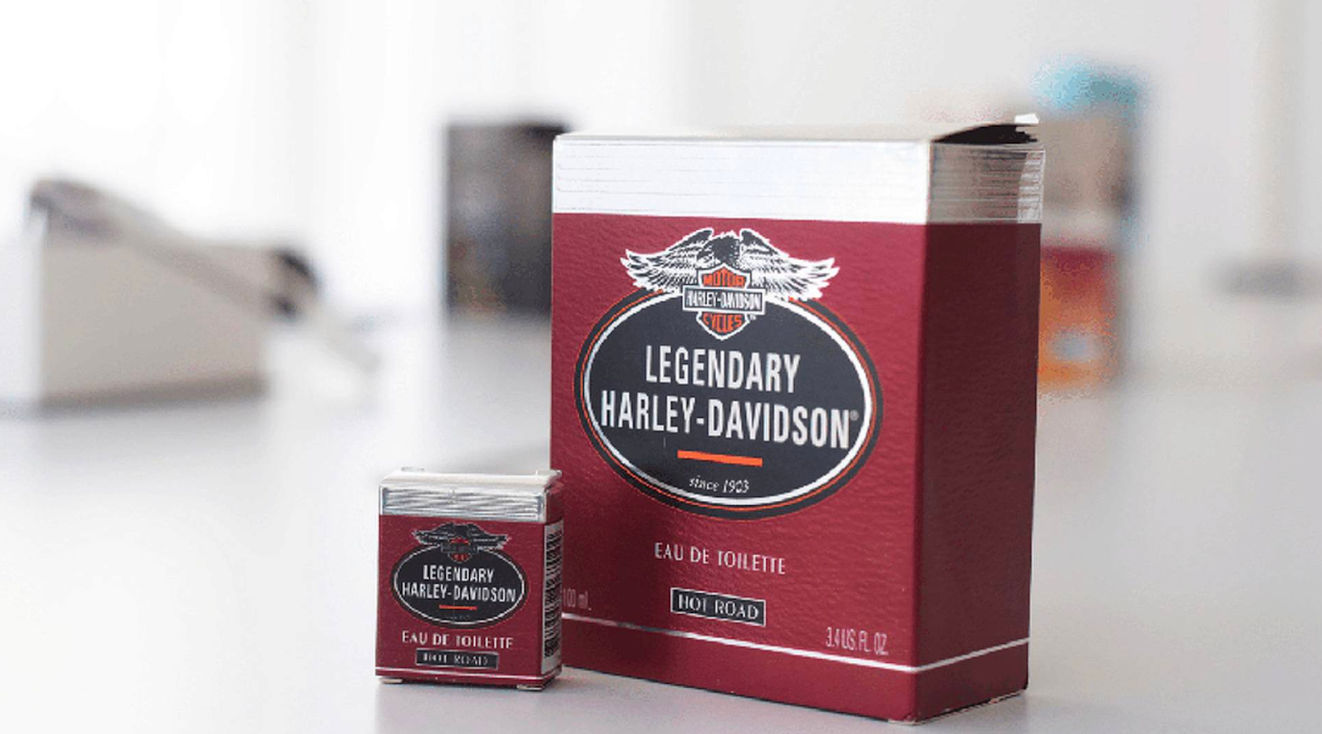 MOTOR
HARLEY-DAVIDSON
CYCLES
LEGENDARY
HARLEY-DAVIDSON®
since 1903
EAU DE TOILETTE
HOT ROAD
100 mL
3.4 US. FL. OZ.
LEGENDARY
HARLEY-DAVIDSON
EAU DE TOILETTE
HOT ROAD